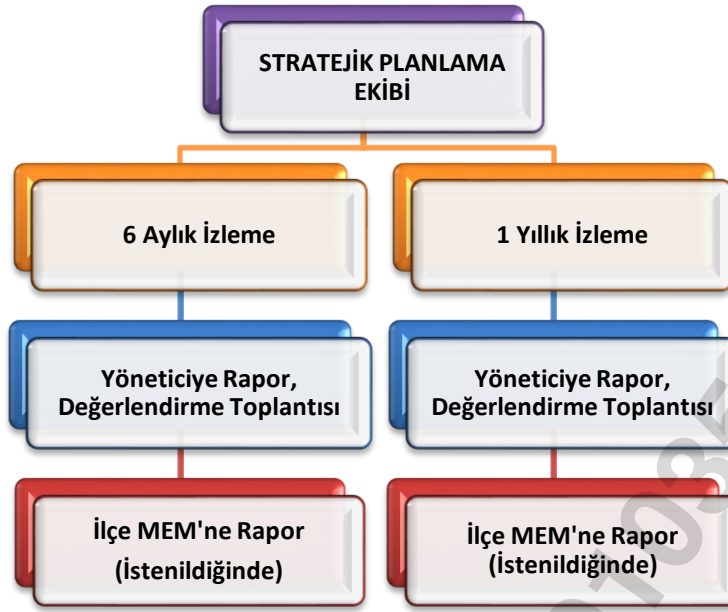 STRATEJİK PLANLAMA
EKİBİ
6 Aylık İzleme
1 Yıllık İzleme
Yöneticiye Rapor,
Değerlendirme Toplantısı
Yöneticiye Rapor,
Değerlendirme Toplantısı
İlçe MEM'ne Rapor
(İstenildiğinde)
İlçe MEM'ne Rapor
(İstenildiğinde)